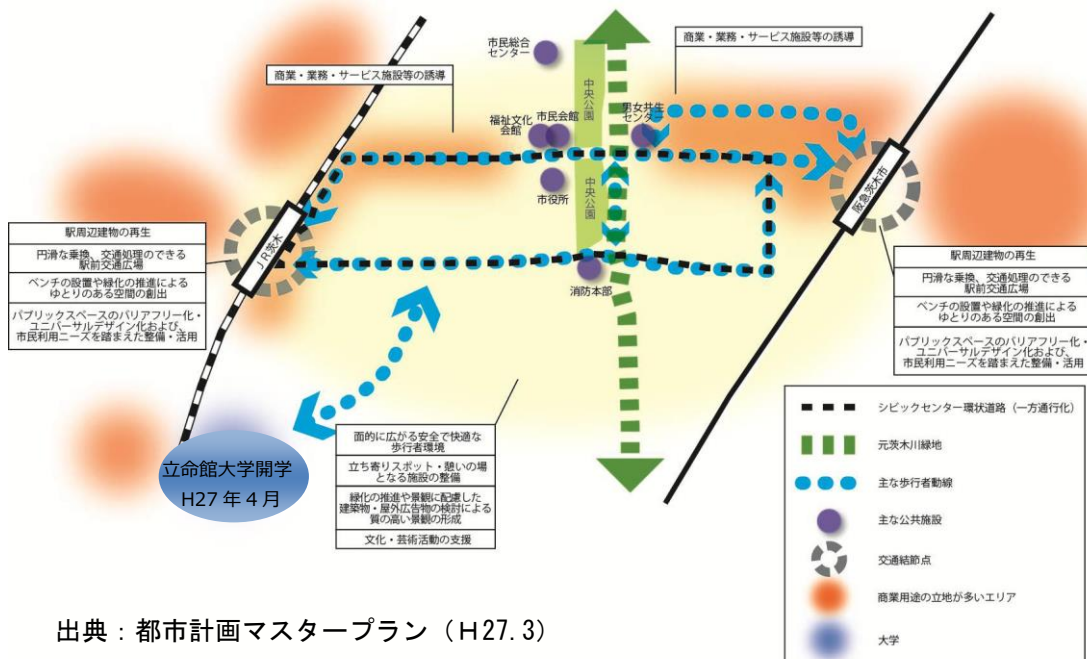 市民総合
センター
商業・業務・サービス施設等の誘導
商業・業務・サービス施設等の誘導
中央公園
福祉文化
会館
市民会館
男女共生
センター
市役所
中央公園
阪急茨木市
JR茨木
消防本部
駅周辺建物の再生
円滑な乗換、交通処理のできる
駅前交通広場
ベンチの設置や緑化の推進による
ゆとりのある空間の創出
パブリックスペースのバリアフリー化・
ユニバーサルデザイン化および、
市民利用ニーズを踏まえた整備・活用
駅周辺建物の再生
円滑な乗換、交通処理のできる
駅前交通広場
ベンチの設置や緑化の推進による
ゆとりのある空間の創出
パブリックスペースのバリアフリー化・
ユニバーサルデザイン化および、
市民利用ニーズを踏まえた整備・活用
立命館大学開学
H27年4月
面的に広がる安全で快適な
歩行者環境
立ち寄りスポット・憩いの場
となる施設の整備
緑化の推進や景観に配慮した
建築物・屋外広告物の検討による
質の高い景観の形成
文化・芸術活動の支援
シビックセンター環状道路（一方通行化）
元茨木川緑地
主な歩行者動線
主な公共施設
交通結節点
商業用途の立地が多いエリア
大学
出典：都市計画マスタープラン（H27.3）